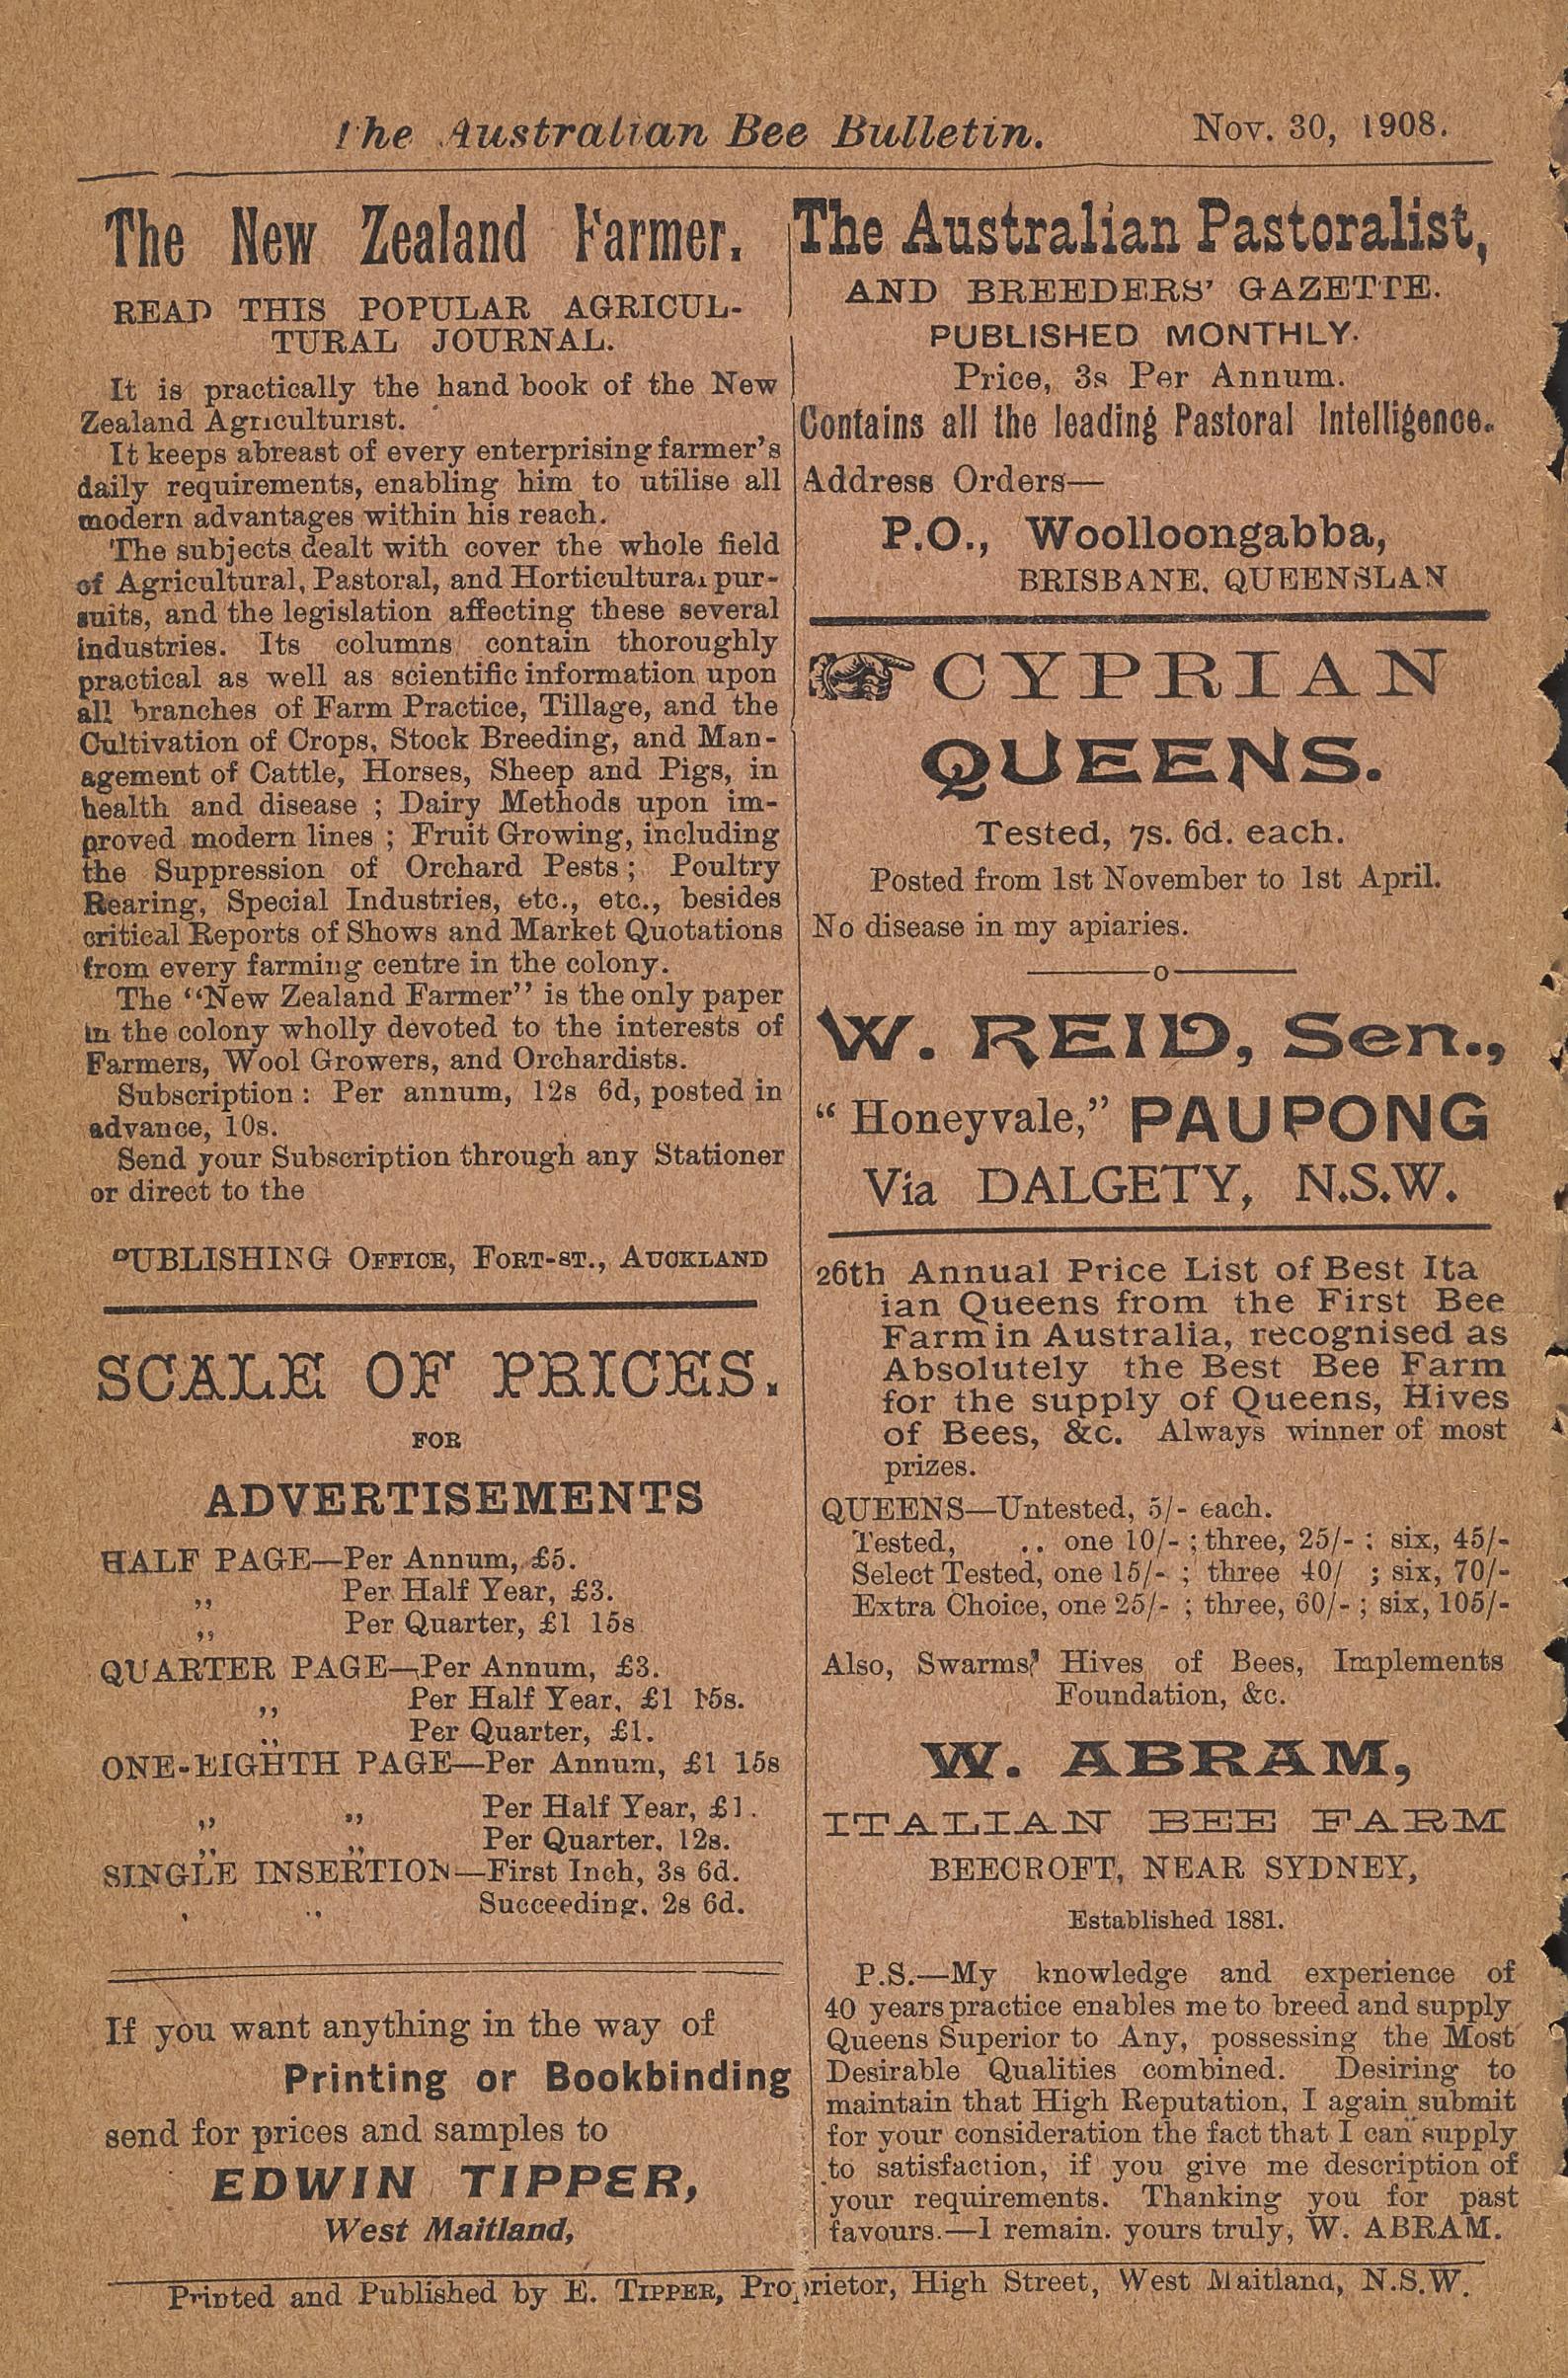 The Australian Bee Bulletin. Nov. 30, 1908.
The New Zealand Farmer.
READ THIS POPULAR AGRICUL-
TURAL JOURNAL.
It is practically the hand book of the New
Zealand Agriculturist.
It keeps abreast of every enterprising farmer's
daily requirements, enabling him to utilise all
modern advantages within his reach.
The subjects dealt with cover the whole field
of Agricultural, Pastoral, and Horticultural pur-
suits, and the legislation affecting these several
industries. Its columns contain thoroughly
practical as well as scientific information upon
all branches of Farm Practice, Tillage, and the
Cultivation of Crops, Stock Breeding, and Man-
agement of Cattle, Horses, Sheep and Pigs, in
health and disease ; Dairy Methods upon im-
proved modern lines ; Fruit Growing, including
the Suppression of Orchard Pests ; Poultry
Rearing, Special Industries, etc., etc., besides
critical Reports of Shows and Market Quotations
from every farming centre in the colony.
The "New Zealand Farmer" is the only paper
in the colony wholly devoted to the interests of
Farmers, Wool Growers, and Orchardists.
Subscription : Per annum, 12s 6d, posted in
advance, 10s.
Send your Subscription through any Stationer
or direct to the
PUBLISHING OFFICE, FORT-ST., AUCKLAND
SCALE OF PRICES.
FOR
ADVERTISEMENTS
HALF PAGE—Per Annum, £5.
,, Per Half Year, £3.
,, Per Quarter, £1 15s
QUARTER PAGE—Per Annum, £3.
,, Per Half Year, £1 15s.
,, Per Quarter, £1.
ONE-EIGHTH PAGE—Per Annum, £1 15s
,, ,, Per Half Year, £1.
,, ,, Per Quarter, 12s.
SINGLE INSERTION—First Inch, 3s 6d.
, ,, Succeeding, 2s 6d.
If you want anything in the way of
Printing or Bookbinding
send for prices and samples to
EDWIN TIPPER,
West Maitland,
The Australian Pastoralist,
AND BREEDERS' GAZETTE.
PUBLISHED MONTHLY.
Price, 3s Per Annum.
Contains all the leading Pastoral Intelligence.
Address Orders—
P.O., Woolloongabba,
BRISBANE, QUEENSLAN
CYPRIAN
QUEENS.
Tested, 7s. 6d. each.
Posted from 1st November to 1st April.
No disease in my apiaries.
W. REID, Sen.,
"Honeyvale," PAUPONG
Via DALGETY, N.S.W.
26th Annual Price List of Best Ita
ian Queens from the First Bee
Farm in Australia, recognised as
Absolutely the Best Bee Farm
for the supply of Queens, Hives
of Bees, &c. Always winner of most
prizes.
QUEENS—Untested, 5/- each.
Tested, .. one 10/- ; three, 25/- ; six, 45/-
Select Tested, one 15/- ; three 40/ ; six, 70/-
Extra Choice, one 25/- ; three, 60/- ; six, 105/-
Also, Swarms, Hives of Bees, Implements
Foundation, &c.
W. ABRAM,
ITALIAN BEE FARM
BEECROFT, NEAR SYDNEY,
Established 1881.
P.S.—My knowledge and experience of
40 years practice enables me to breed and supply
Queens Superior to Any, possessing the Most
Desirable Qualities combined. Desiring to
maintain that High Reputation, I again submit
for your consideration the fact that I can supply
to satisfaction, if you give me description of
your requirements. Thanking you for past
favours.—I remain. yours truly, W. ABRAM.
Printed and Published by E. TIPPER, Proprietor, High Street, West Maitland, N.S.W.